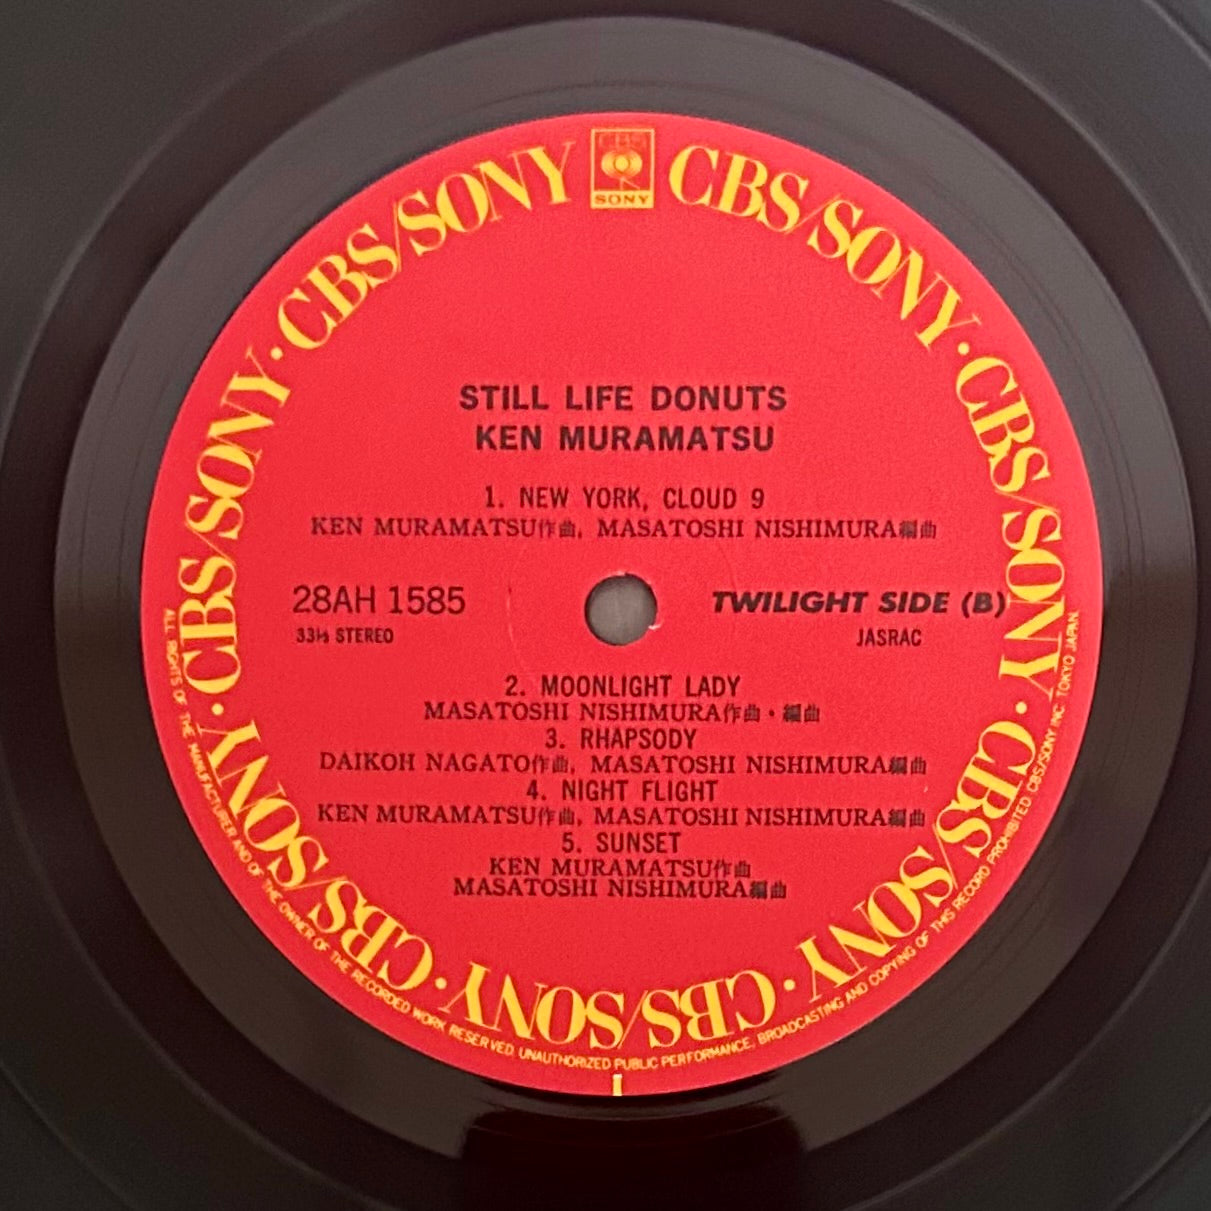 CBS
SONY
CBS/SONY · CBS/SONY · CBS/SONY · CBS/SONY · CBS/SONY · CBS/SONY · CBS/SONY · CBS/SONY
STILL LIFE DONUTS
KEN MURAMATSU
1. NEW YORK, CLOUD 9
KEN MURAMATSU作曲, MASATOSHI NISHIMURA編曲
28AH 1585
TWILIGHT SIDE (B)
33⅓ STEREO
JASRAC
2. MOONLIGHT LADY
MASATOSHI NISHIMURA作曲・編曲
3. RHAPSODY
DAIKOH NAGATO作曲, MASATOSHI NISHIMURA編曲
4. NIGHT FLIGHT
KEN MURAMATSU作曲, MASATOSHI NISHIMURA編曲
5. SUNSET
KEN MURAMATSU作曲
MASATOSHI NISHIMURA編曲
ALL RIGHTS OF THE MANUFACTURER AND OF THE OWNER OF THE RECORDED WORK RESERVED. UNAUTHORIZED PUBLIC PERFORMANCE, BROADCASTING AND COPYING OF THIS RECORD PROHIBITED CBS/SONY INC. TOKYO JAPAN